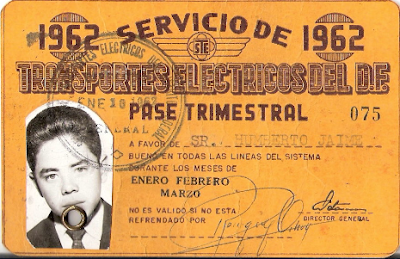 1962 SERVICIO DE 1962
STE
TRANSPORTES ELECTRICOS DEL D.F.
ENE 10 1962
PASE TRIMESTRAL 075
GENERAL
A FAVOR DE SR. HUMBERTO JAIME
BUENO EN TODAS LAS LINEAS DEL SISTEMA
DURANTE LOS MESES DE
ENERO FEBRERO
MARZO
NO ES VALIDO SI NO ESTA
REFRENDADO POR
DIRECTOR GENERAL